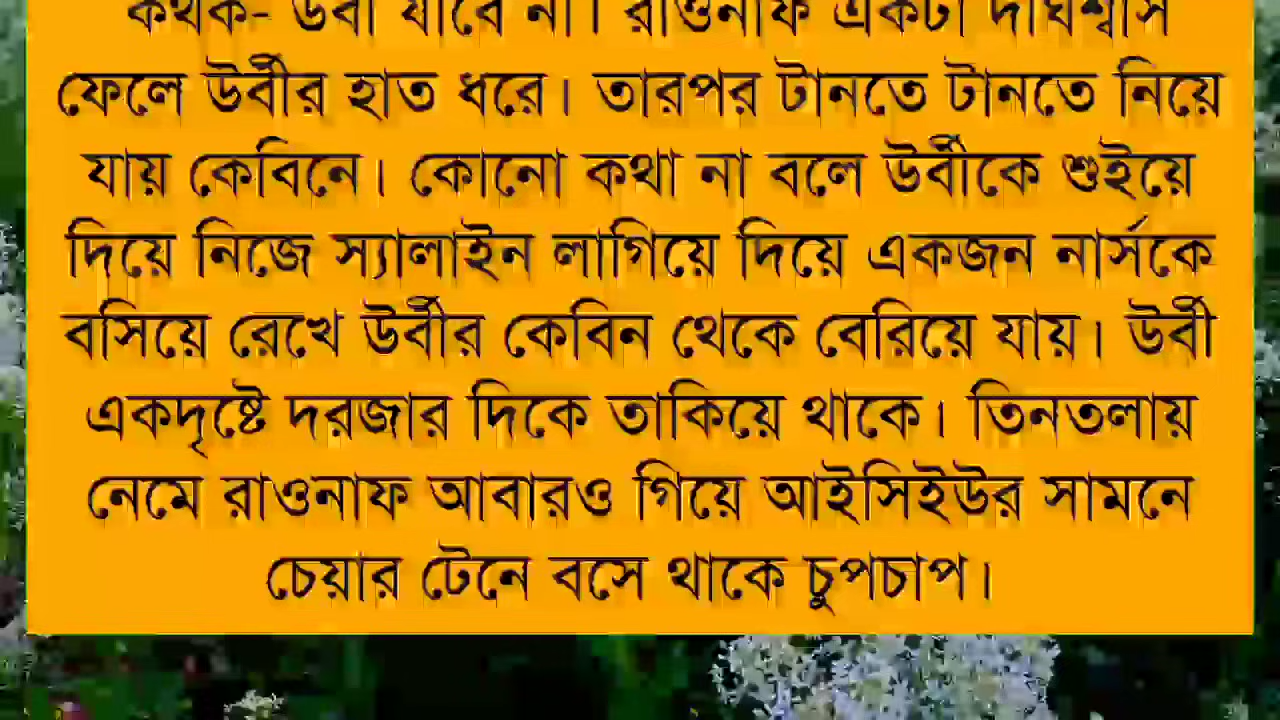 উর্বী যাবে না। রাওনাফ একটা দীর্ঘশ্বাস
ফেলে উর্বীর হাত ধরে। তারপর টানতে টানতে নিয়ে
যায় কেবিনে। কোনো কথা না বলে উর্বীকে শুইয়ে
দিয়ে নিজে স্যালাইন লাগিয়ে দিয়ে একজন নার্সকে
বসিয়ে রেখে উর্বীর কেবিন থেকে বেরিয়ে যায়। উর্বী
একদৃষ্টে দরজার দিকে তাকিয়ে থাকে। তিনতলায়
নেমে রাওনাফ আবারও গিয়ে আইসিইউর সামনে
চেয়ার টেনে বসে থাকে চুপচাপ।